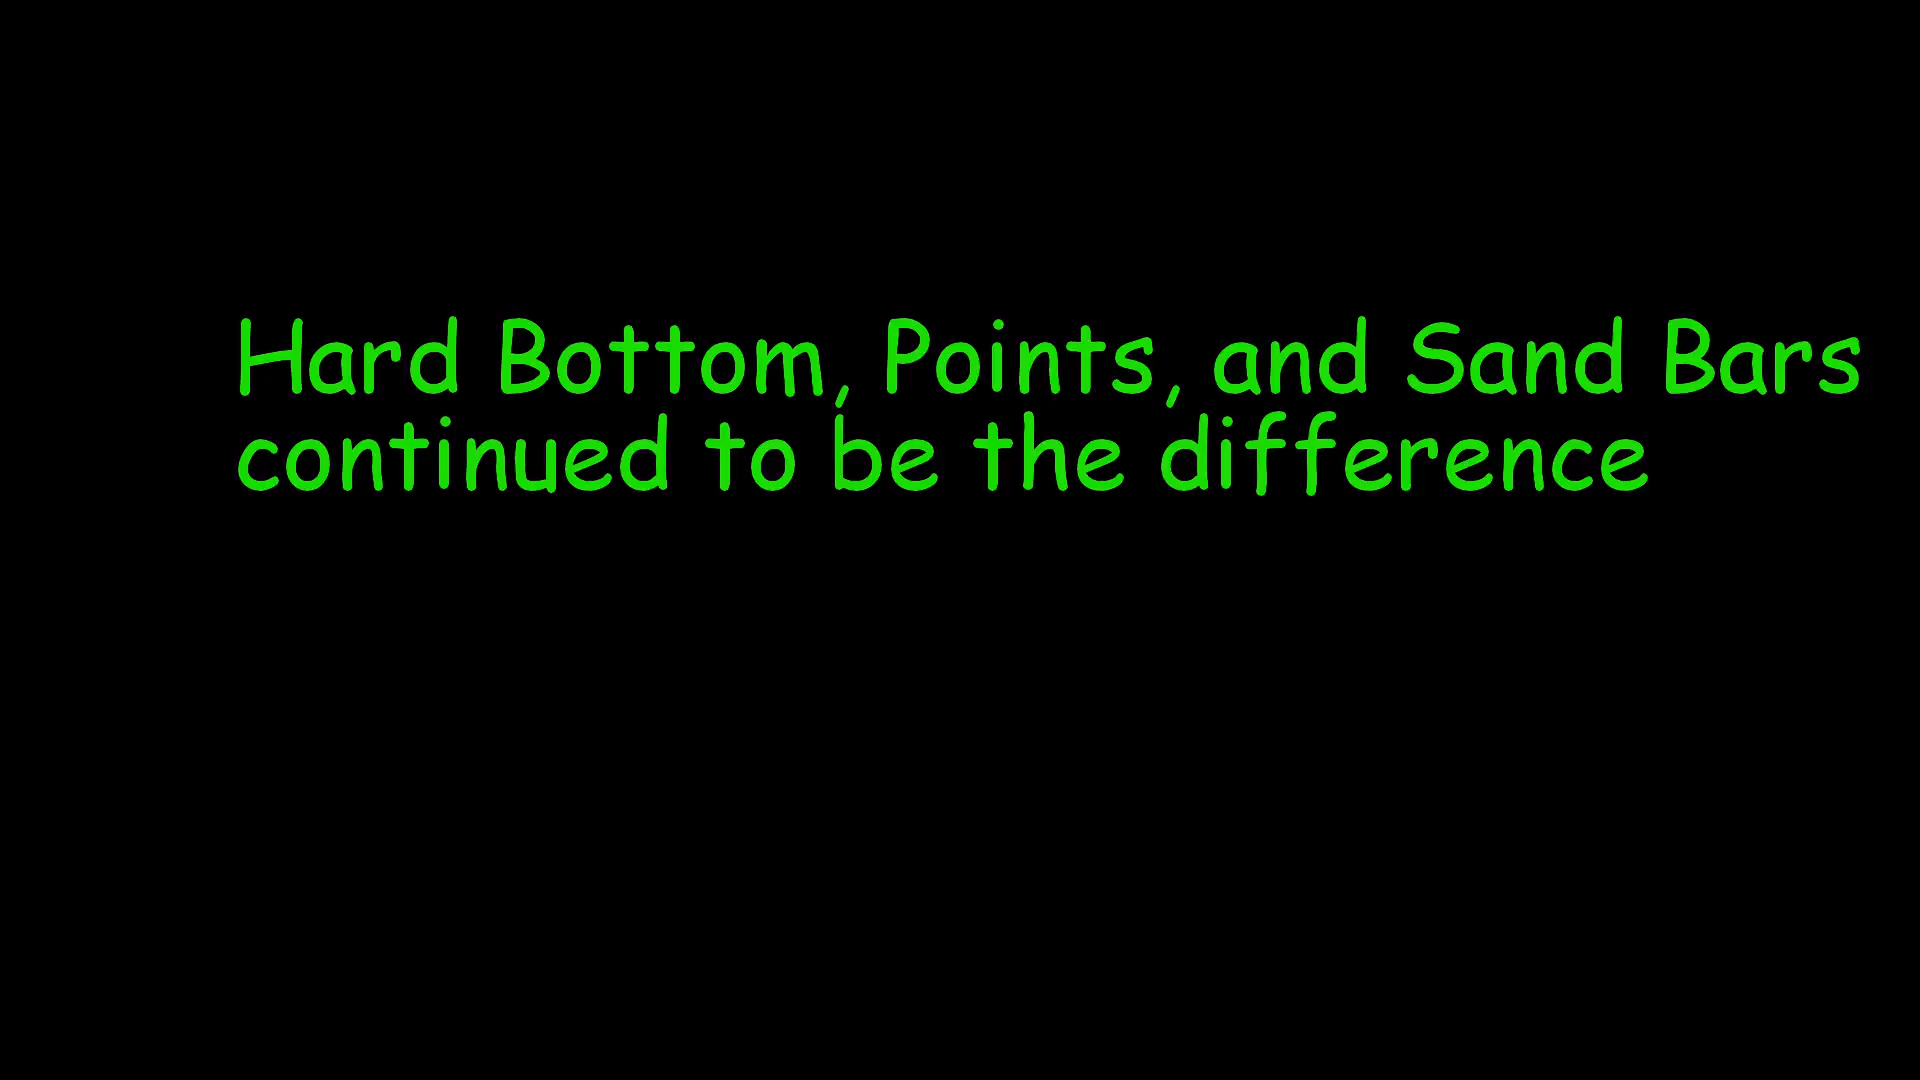 Hard Bottom, Points, and Sand Bars
continued to be the difference